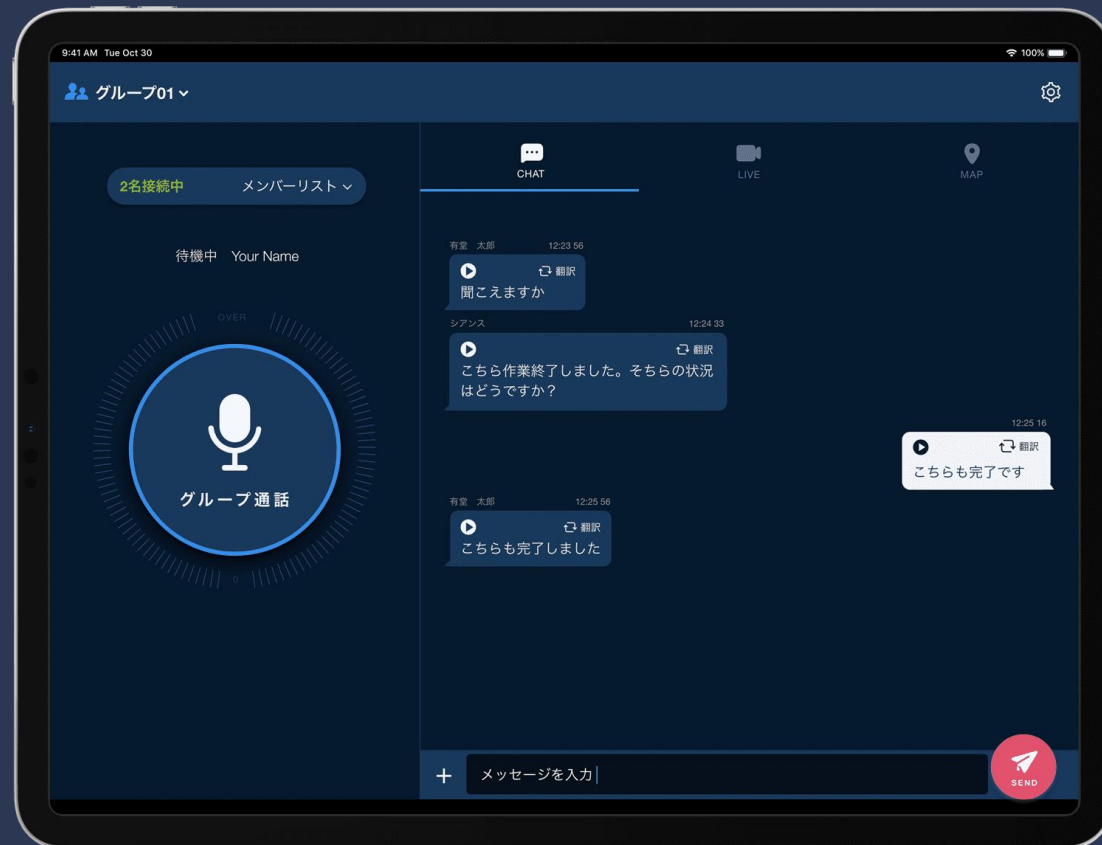 9:41 AM Tue Oct 30
100%
グループ01
2名接続中 メンバーリスト
待機中 Your Name
OVER
グループ通話
0
CHAT
LIVE
MAP
有堂 太郎 12:23 56
翻訳
聞こえますか
シアンス 12:24 33
翻訳
こちら作業終了しました。そちらの状況
はどうですか？
12:25 16
翻訳
こちらも完了です
有堂 太郎 12:25 56
翻訳
こちらも完了しました
メッセージを入力
SEND